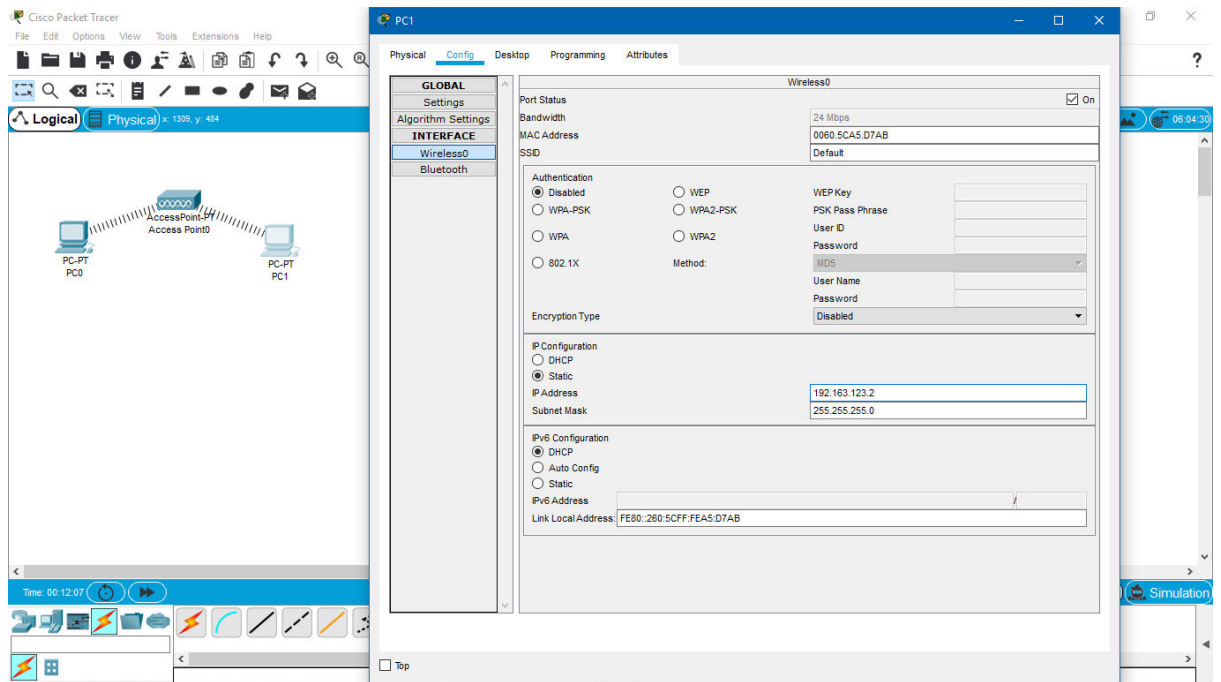 Cisco Packet Tracer
File Edit Options View Tools Extensions Help
?
Logical
Physical
x: 1309, y: 484
06:04:30
AccessPoint-PT
Access Point0
PC-PT
PC0
PC-PT
PC1
Time: 00:12:07
Simulation
PC1
Physical Config Desktop Programming Attributes
GLOBAL
Settings
Algorithm Settings
INTERFACE
Wireless0
Bluetooth
Wireless0
Port Status On
Bandwidth 24 Mbps
MAC Address 0060.5CA5.D7AB
SSID Default
Authentication
Disabled WEP WEP Key
WPA-PSK WPA2-PSK PSK Pass Phrase
User ID
WPA WPA2
Password
802.1X Method: MD5
User Name
Password
Encryption Type Disabled
IP Configuration
DHCP
Static
IP Address 192.163.123.2
Subnet Mask 255.255.255.0
IPv6 Configuration
DHCP
Auto Config
Static
IPv6 Address /
Link Local Address: FE80::260:5CFF:FEA5:D7AB
Top